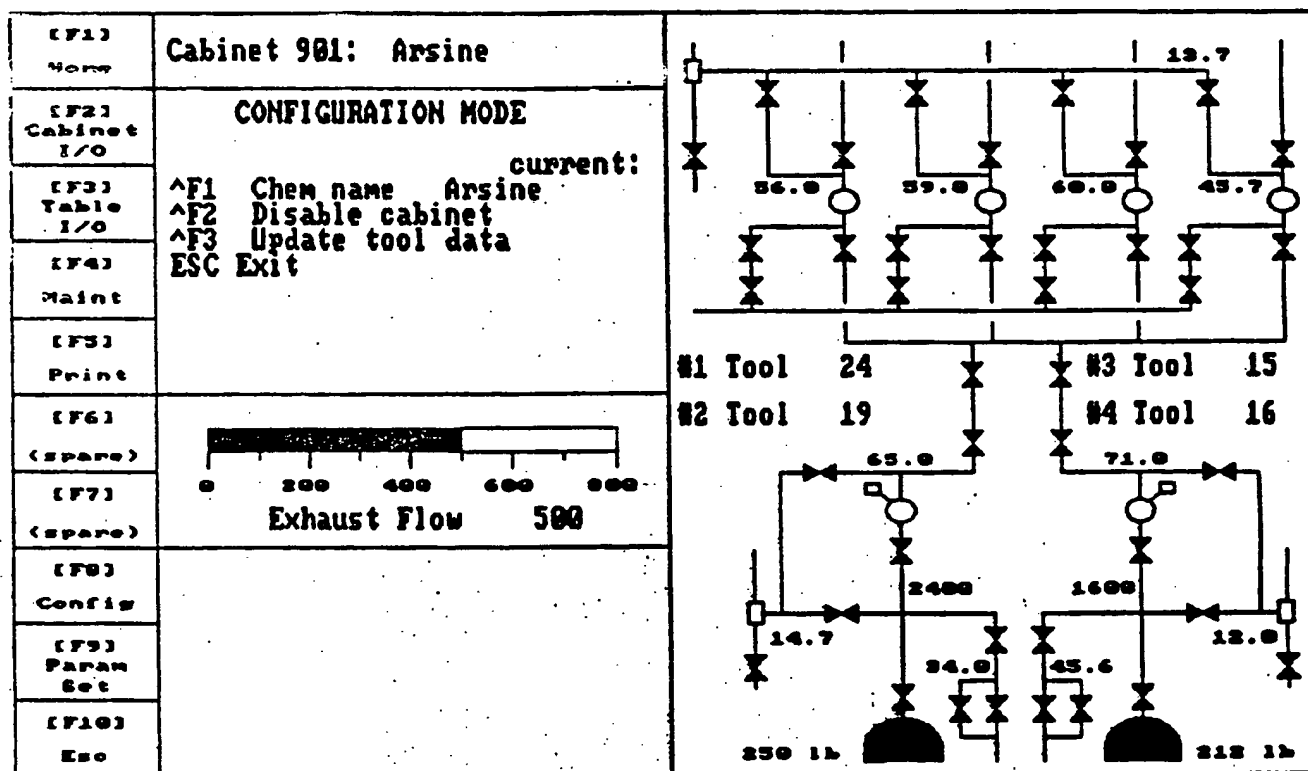 [F1]
Home
[F2]
Cabinet
I/O
[F3]
Table
I/O
[F4]
Maint
[F5]
Print
[F6]
(spare)
[F7]
(spare)
[F8]
Config
[F9]
Param
Set
[F10]
Esc
Cabinet 901: Arsine
CONFIGURATION MODE
current:
^F1 Chem name Arsine
^F2 Disable cabinet
^F3 Update tool data
ESC Exit
0 200 400 600 800
Exhaust Flow 500
13.7
56.0 59.0 60.0 45.7
#1 Tool 24 #3 Tool 15
#2 Tool 19 #4 Tool 16
65.0 71.0
2400 1600
14.7 12.0
94.0 45.6
250 lb 212 lb